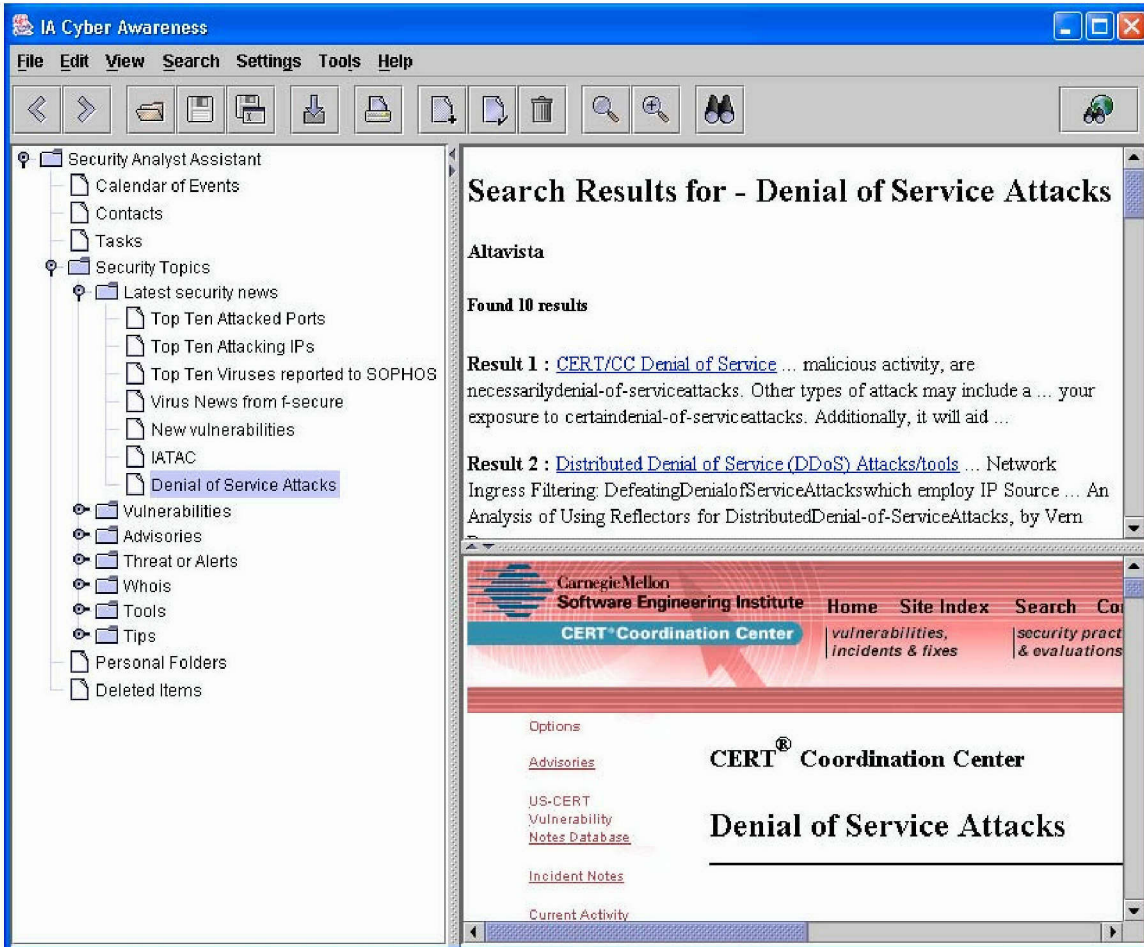 IA Cyber Awareness
File Edit View Search Settings Tools Help
Security Analyst Assistant
Calendar of Events
Contacts
Tasks
Security Topics
Latest security news
Top Ten Attacked Ports
Top Ten Attacking IPs
Top Ten Viruses reported to SOPHOS
Virus News from f-secure
New vulnerabilities
IATAC
Denial of Service Attacks
Vulnerabilities
Advisories
Threat or Alerts
Whois
Tools
Tips
Personal Folders
Deleted Items
Search Results for - Denial of Service Attacks
Altavista
Found 10 results
Result 1 : CERT/CC Denial of Service ... malicious activity, are
necessarilydenial-of-serviceattacks. Other types of attack may include a ... your
exposure to certaindenial-of-serviceattacks. Additionally, it will aid ...
Result 2 : Distributed Denial of Service (DDoS) Attacks/tools ... Network
Ingress Filtering: DefeatingDenialofServiceAttackswhich employ IP Source ... An
Analysis of Using Reflectors for DistributedDenial-of-ServiceAttacks, by Vern
CarnegieMellon
Software Engineering Institute
CERT® Coordination Center
Home Site Index Search Co
vulnerabilities,
incidents & fixes
security pract
& evaluations
Options
Advisories
US-CERT
Vulnerability
Notes Database
Incident Notes
Current Activity
CERT® Coordination Center
Denial of Service Attacks